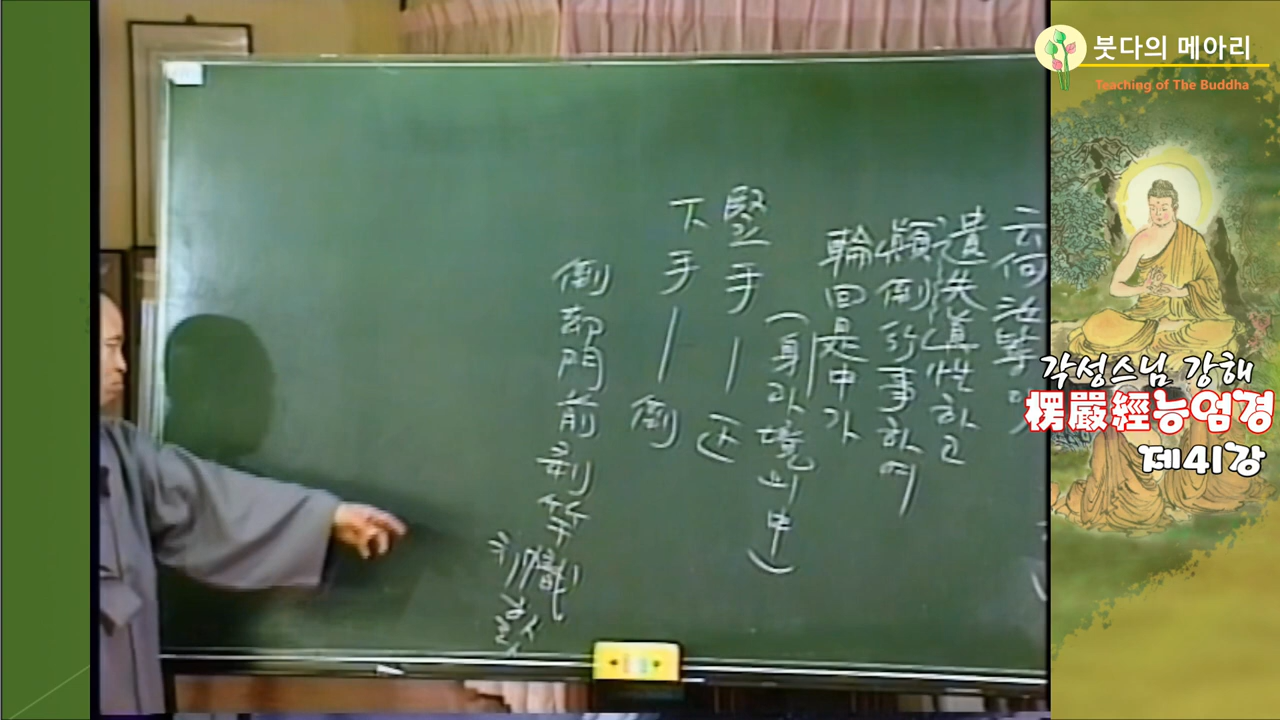 붓다의 메아리
Teaching of The Buddha
각성스님 강해
楞嚴經능엄경
제41강
云何汝等이
遺失眞性하고
顚倒行事하여
輪回是中가
(身과境의中)
竪手 — 正
下手 — 倒
倒却門前刹竿